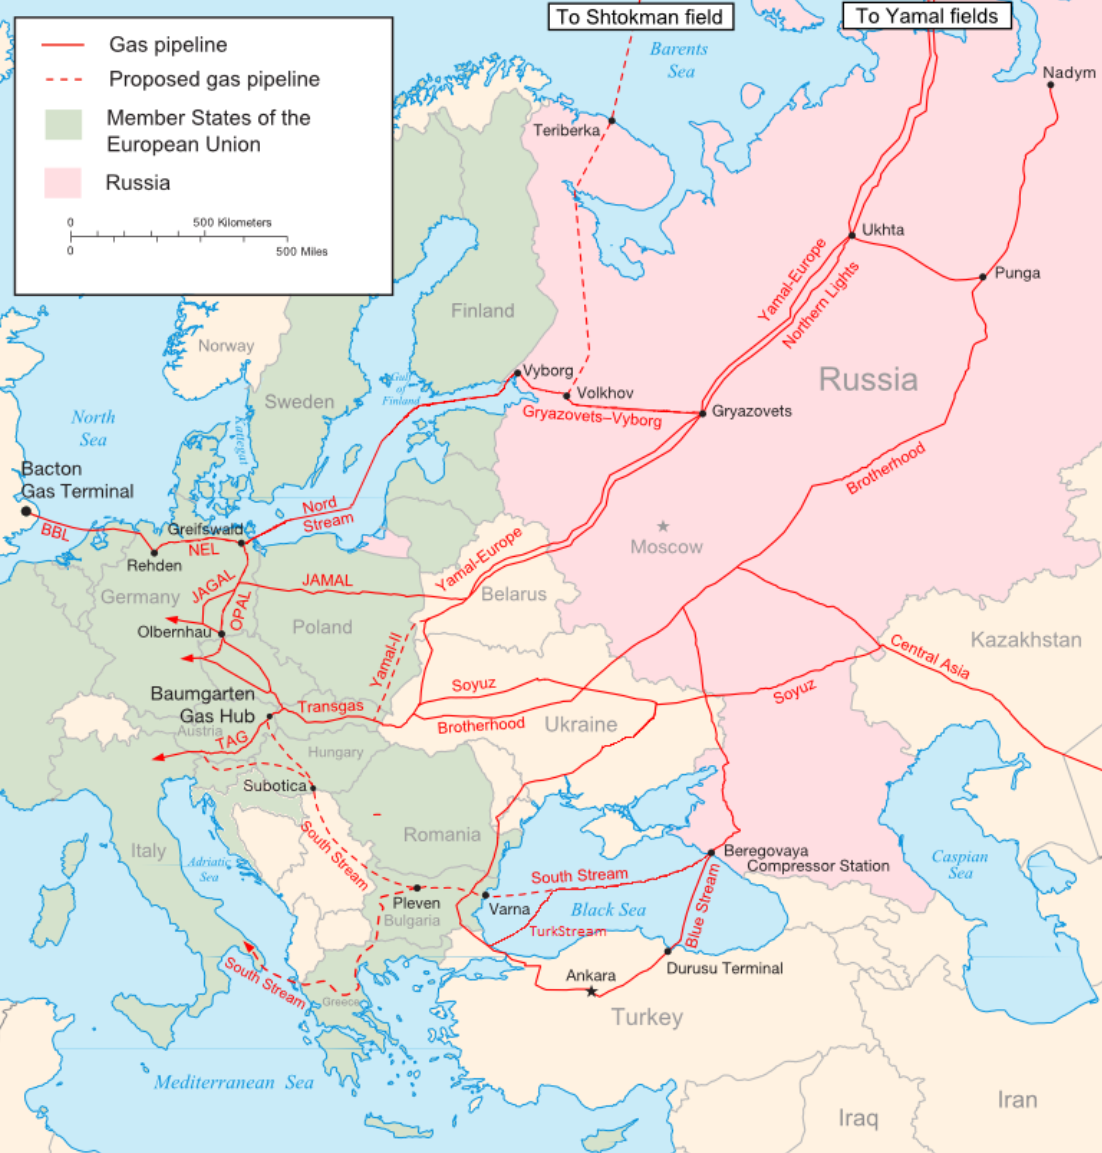 To Shtokman field
To Yamal fields
Gas pipeline
Proposed gas pipeline
Member States of the
European Union
Russia
0
500 Kilometers
0
500 Miles
Barents
Sea
Nadym
Teriberka
Ukhta
Punga
Yamal-Europe
Northern Lights
Finland
Norway
Sweden
Russia
Gulf
of
Finland
Vyborg
Volkhov
Gryazovets–Vyborg
Gryazovets
North
Sea
Kattegat
Brotherhood
Bacton
Gas Terminal
BBL
Nord
Stream
Greifswald
NEL
Rehden
Moscow
Yamal-Europe
JAGAL
OPAL
JAMAL
Germany
Belarus
Poland
Olbernhau
Kazakhstan
Yamal-II
Central Asia
Soyuz
Soyuz
Baumgarten
Gas Hub
Transgas
Brotherhood
Ukraine
Austria
TAG
Hungary
Subotica
Romania
South Stream
Italy
Adriatic
Sea
Beregovaya
Compressor Station
Caspian
Sea
South Stream
Pleven
Varna
Black Sea
Blue Stream
Bulgaria
TurkStream
South Stream
Ankara
Durusu Terminal
Greece
Turkey
Mediterranean Sea
Iraq
Iran